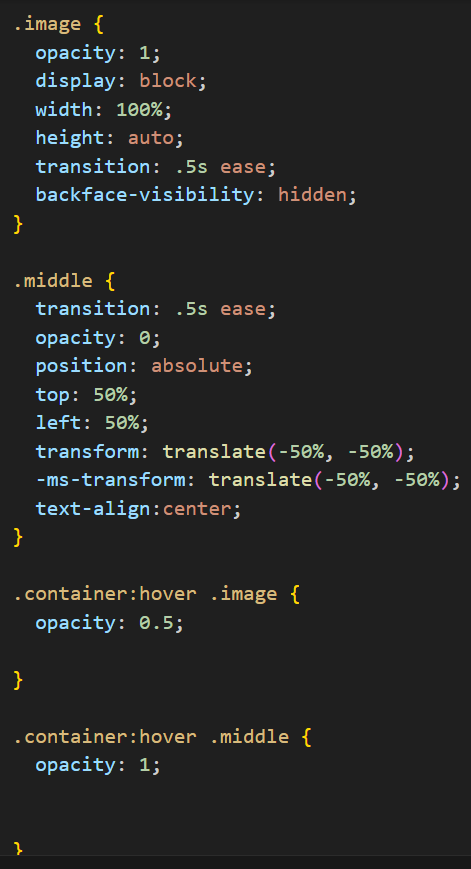 .image {
  opacity: 1;
  display: block;
  width: 100%;
  height: auto;
  transition: .5s ease;
  backface-visibility: hidden;
}

.middle {
  transition: .5s ease;
  opacity: 0;
  position: absolute;
  top: 50%;
  left: 50%;
  transform: translate(-50%, -50%);
  -ms-transform: translate(-50%, -50%);
  text-align:center;
}

.container:hover .image {
  opacity: 0.5;

}

.container:hover .middle {
  opacity: 1;


}